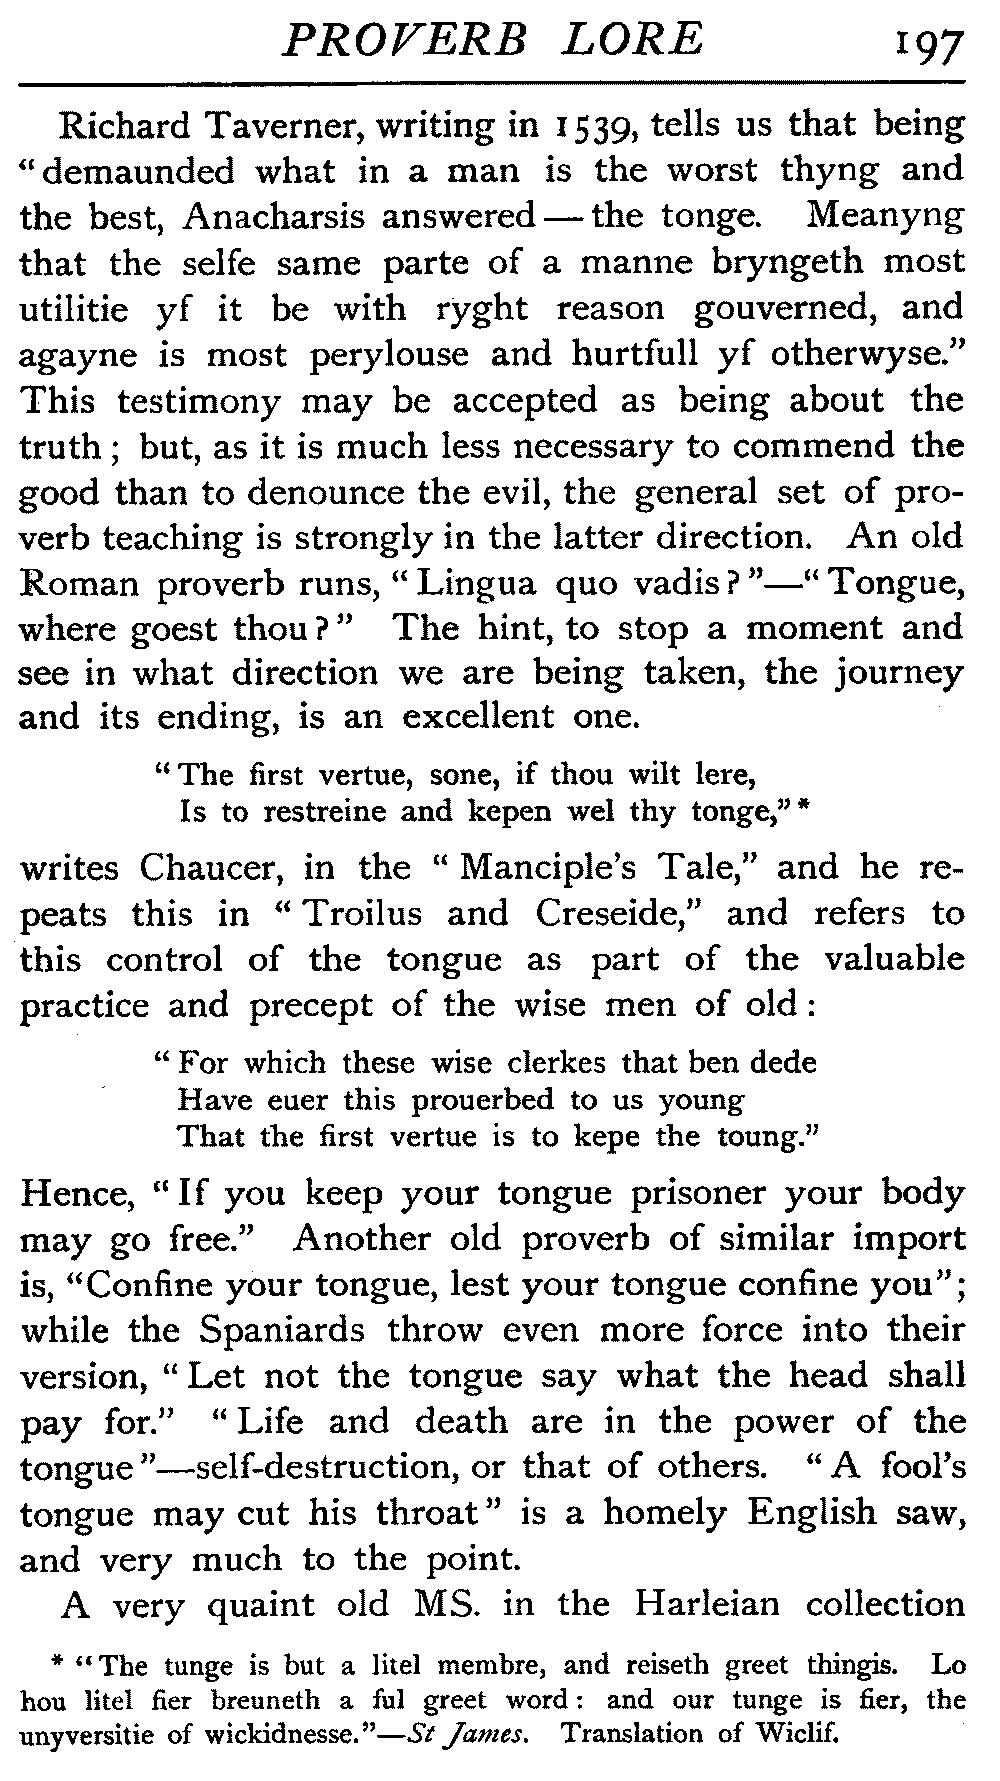 PROVERB LORE 197
Richard Taverner, writing in 1539, tells us that being
“demaunded what in a man is the worst thyng and
the best, Anacharsis answered — the tonge. Meanyng
that the selfe same parte of a manne bryngeth most
utilitie yf it be with ryght reason gouverned, and
agayne is most perylouse and hurtfull yf otherwyse.”
This testimony may be accepted as being about the
truth ; but, as it is much less necessary to commend the
good than to denounce the evil, the general set of pro-
verb teaching is strongly in the latter direction. An old
Roman proverb runs, “Lingua quo vadis?”—“Tongue,
where goest thou?” The hint, to stop a moment and
see in what direction we are being taken, the journey
and its ending, is an excellent one.
“The first vertue, sone, if thou wilt lere,
Is to restreine and kepen wel thy tonge,”*
writes Chaucer, in the “Manciple’s Tale,” and he re-
peats this in “Troilus and Creseide,” and refers to
this control of the tongue as part of the valuable
practice and precept of the wise men of old :
“For which these wise clerkes that ben dede
Have euer this prouerbed to us young
That the first vertue is to kepe the toung.”
Hence, “If you keep your tongue prisoner your body
may go free.” Another old proverb of similar import
is, “Confine your tongue, lest your tongue confine you”;
while the Spaniards throw even more force into their
version, “Let not the tongue say what the head shall
pay for.” “Life and death are in the power of the
tongue”—self-destruction, or that of others. “A fool’s
tongue may cut his throat” is a homely English saw,
and very much to the point.
A very quaint old MS. in the Harleian collection
* “The tunge is but a litel membre, and reiseth greet thingis. Lo
hou litel fier breuneth a ful greet word : and our tunge is fier, the
unyversitie of wickidnesse.”—St James. Translation of Wiclif.